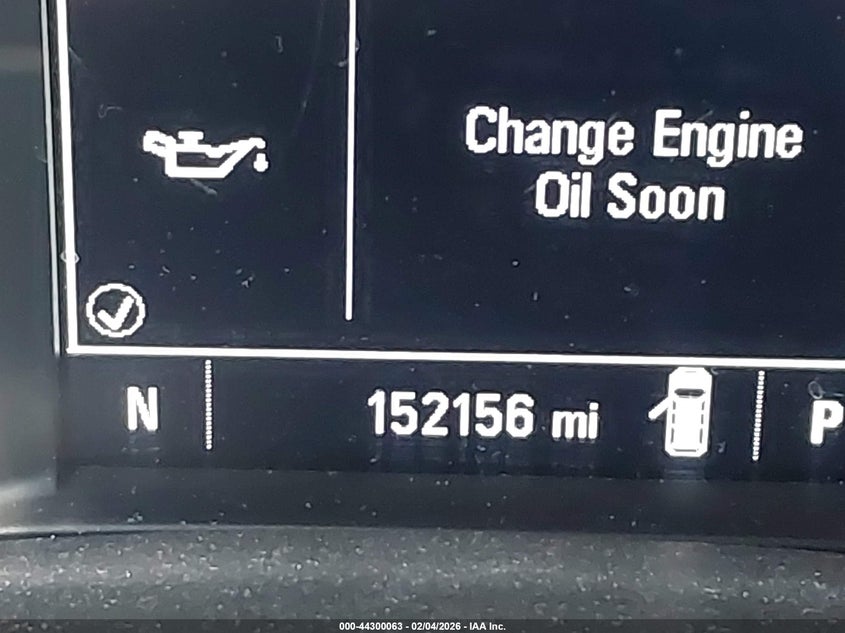 Change Engine
Oil Soon
N
152156 mi
P
000-44300063 - 02/04/2026 - IAA Inc.